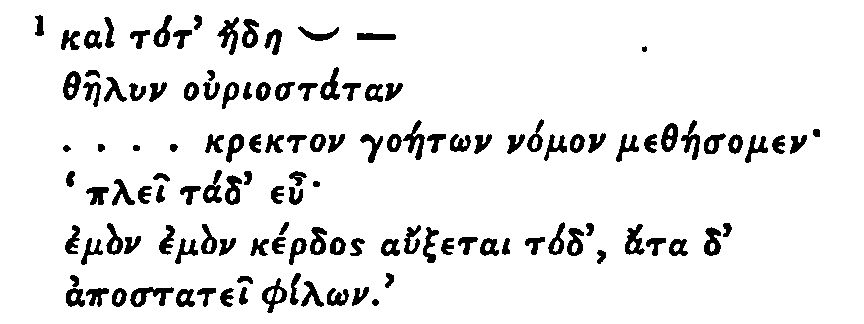 ¹ καὶ τότ’ ἤδη ⏑ —
θῆλυν οὐριοστάταν
. . . . κρεκτον γοήτων νόμον μεθήσομεν·
‘πλεῖ τάδ’ εὖ·
ἐμὸν ἐμὸν κέρδος αὔξεται τόδ’, ἄτα δ’
ἀποστατεῖ φίλων.’